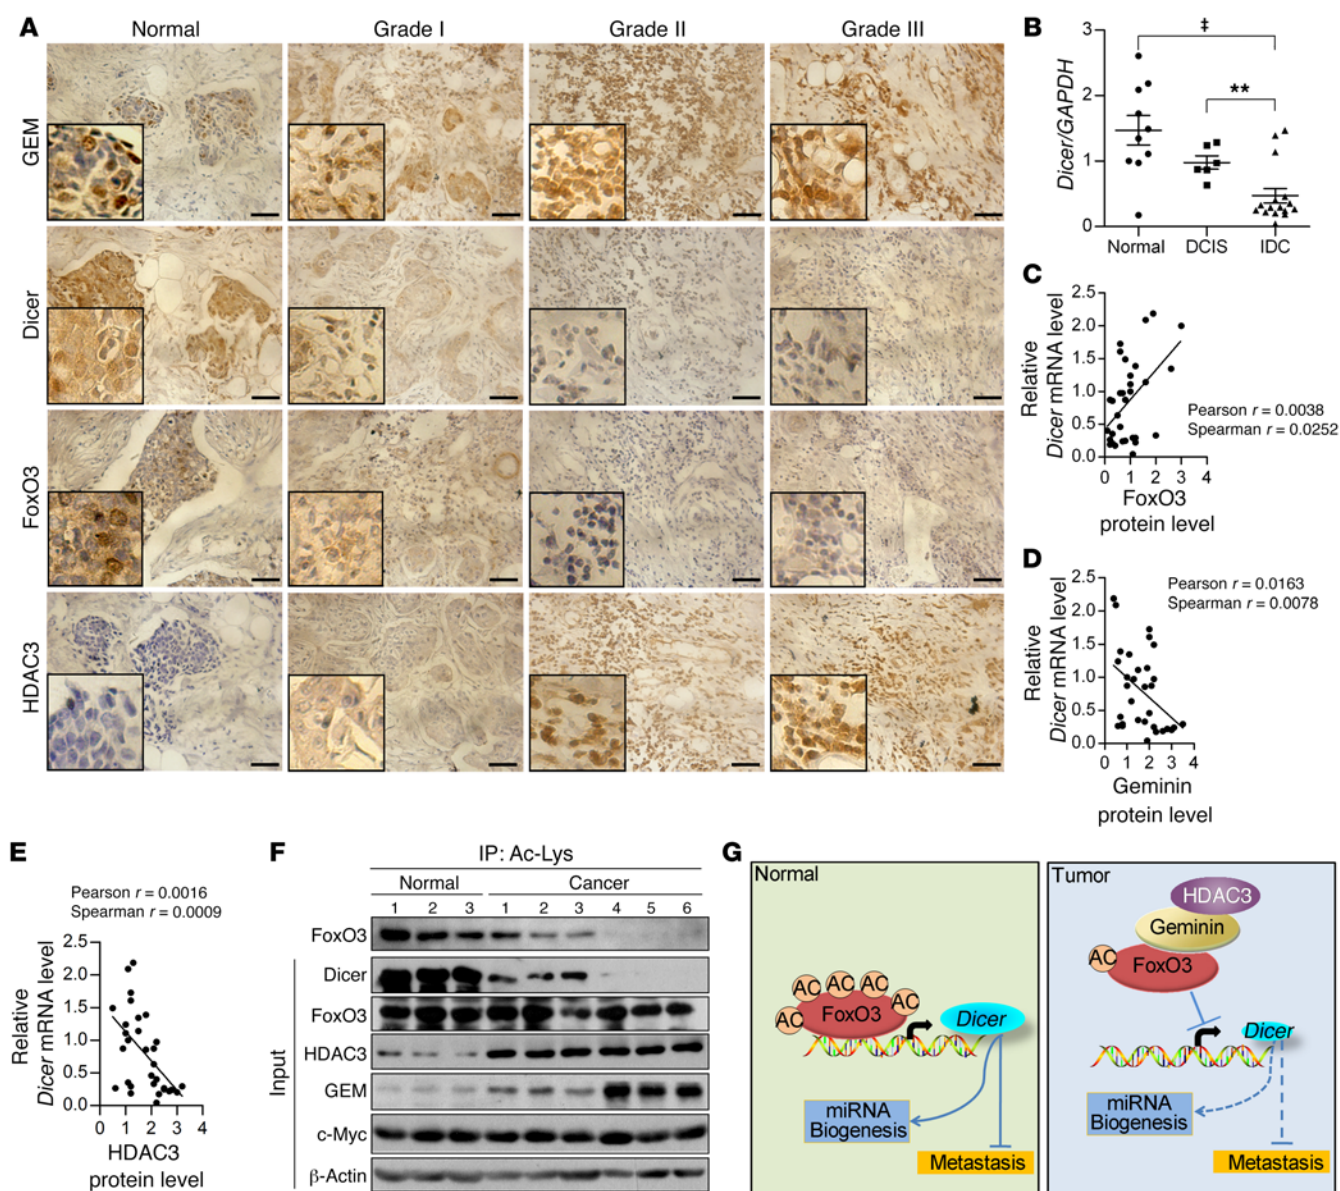 A
Normal
Grade I
Grade II
Grade III
GEM
Dicer
FoxO3
HDAC3
B
Dicer/GAPDH
3
2
1
0
‡
**
Normal
DCIS
IDC
C
Relative
Dicer mRNA level
2.5
2.0
1.5
1.0
0.5
0.0
0 1 2 3 4
FoxO3
protein level
Pearson r = 0.0038
Spearman r = 0.0252
D
Relative
Dicer mRNA level
2.5
2.0
1.5
1.0
0.5
0.0
0 1 2 3 4
Geminin
protein level
Pearson r = 0.0163
Spearman r = 0.0078
E
Pearson r = 0.0016
Spearman r = 0.0009
Relative
Dicer mRNA level
2.5
2.0
1.5
1.0
0.5
0.0
0 1 2 3 4
HDAC3
protein level
F
IP: Ac-Lys
Normal Cancer
1 2 3 1 2 3 4 5 6
FoxO3
Input
Dicer
FoxO3
HDAC3
GEM
c-Myc
β-Actin
G
Normal
AC
AC
AC
AC
AC
FoxO3
Dicer
miRNA
Biogenesis
Metastasis
Tumor
HDAC3
Geminin
AC
FoxO3
Dicer
miRNA
Biogenesis
Metastasis